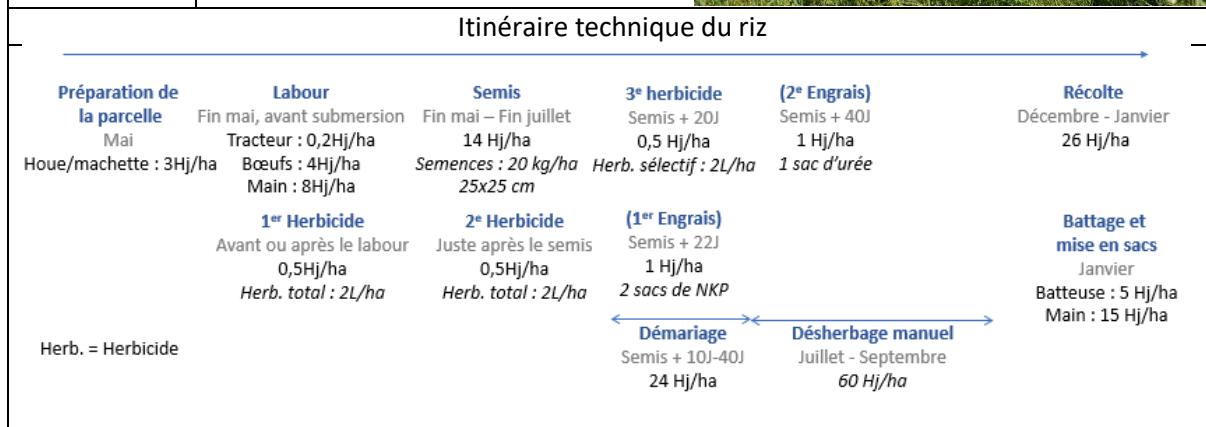 Itinéraire technique du riz
Préparation de
la parcelle
Mai
Houe/machette : 3Hj/ha
Labour
Fin mai, avant submersion
Tracteur : 0,2Hj/ha
Bœufs : 4Hj/ha
Main : 8Hj/ha
Semis
Fin mai – Fin juillet
14 Hj/ha
Semences : 20 kg/ha
25x25 cm
3e herbicide
Semis + 20J
0,5 Hj/ha
Herb. sélectif : 2L/ha
(2e Engrais)
Semis + 40J
1 Hj/ha
1 sac d’urée
Récolte
Décembre - Janvier
26 Hj/ha
1er Herbicide
Avant ou après le labour
0,5Hj/ha
Herb. total : 2L/ha
2e Herbicide
Juste après le semis
0,5Hj/ha
Herb. total : 2L/ha
(1er Engrais)
Semis + 22J
1 Hj/ha
2 sacs de NKP
Battage et
mise en sacs
Janvier
Batteuse : 5 Hj/ha
Main : 15 Hj/ha
Démariage
Semis + 10J-40J
24 Hj/ha
Désherbage manuel
Juillet - Septembre
60 Hj/ha
Herb. = Herbicide